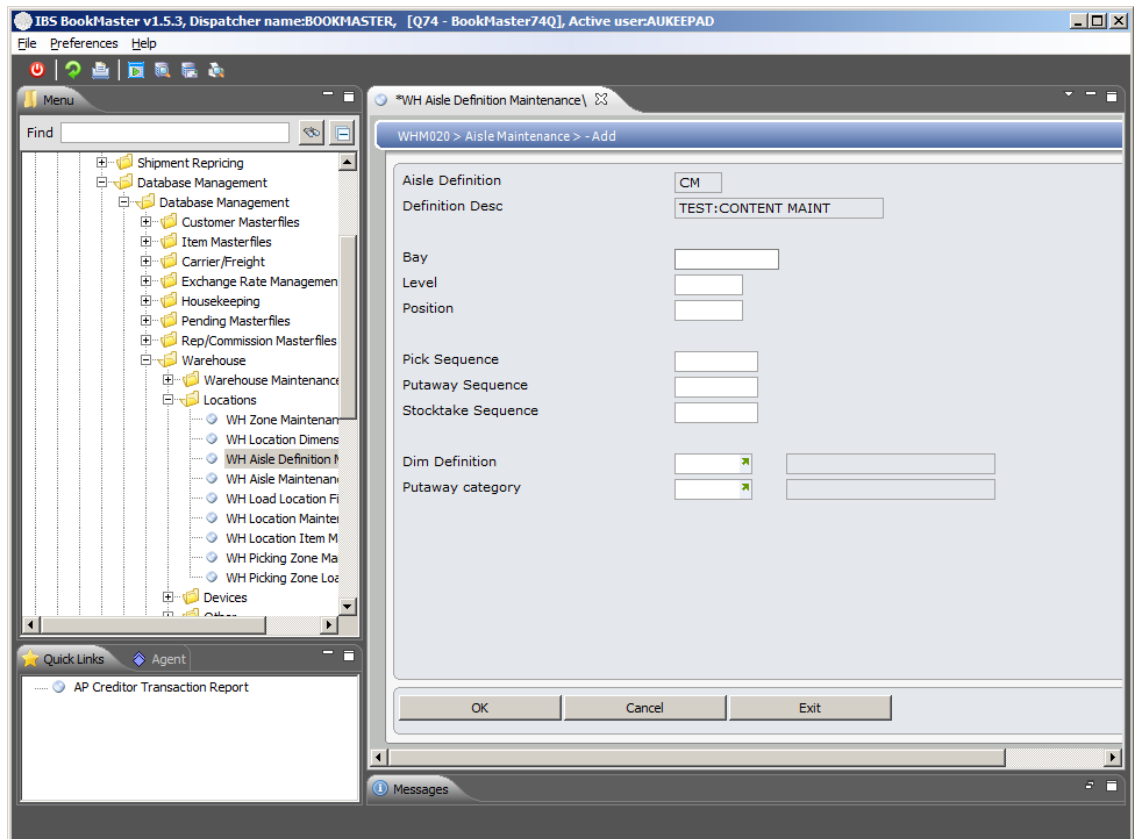 IBS BookMaster v1.5.3, Dispatcher name:BOOKMASTER, [Q74 - BookMaster74Q], Active user:AUKEEPAD
File Preferences Help
Menu
Find
Shipment Repricing
Database Management
Database Management
Customer Masterfiles
Item Masterfiles
Carrier/Freight
Exchange Rate Managemen
Housekeeping
Pending Masterfiles
Rep/Commission Masterfiles
Warehouse
Warehouse Maintenance
Locations
WH Zone Maintenan
WH Location Dimens
WH Aisle Definition M
WH Aisle Maintenan
WH Load Location Fi
WH Location Mainte
WH Location Item M
WH Picking Zone Ma
WH Picking Zone Loa
Devices
Other
Quick Links Agent
AP Creditor Transaction Report
*WH Aisle Definition Maintenance\
WHM020 > Aisle Maintenance > - Add
Aisle Definition CM
Definition Desc TEST:CONTENT MAINT
Bay
Level
Position
Pick Sequence
Putaway Sequence
Stocktake Sequence
Dim Definition
Putaway category
OK Cancel Exit
Messages